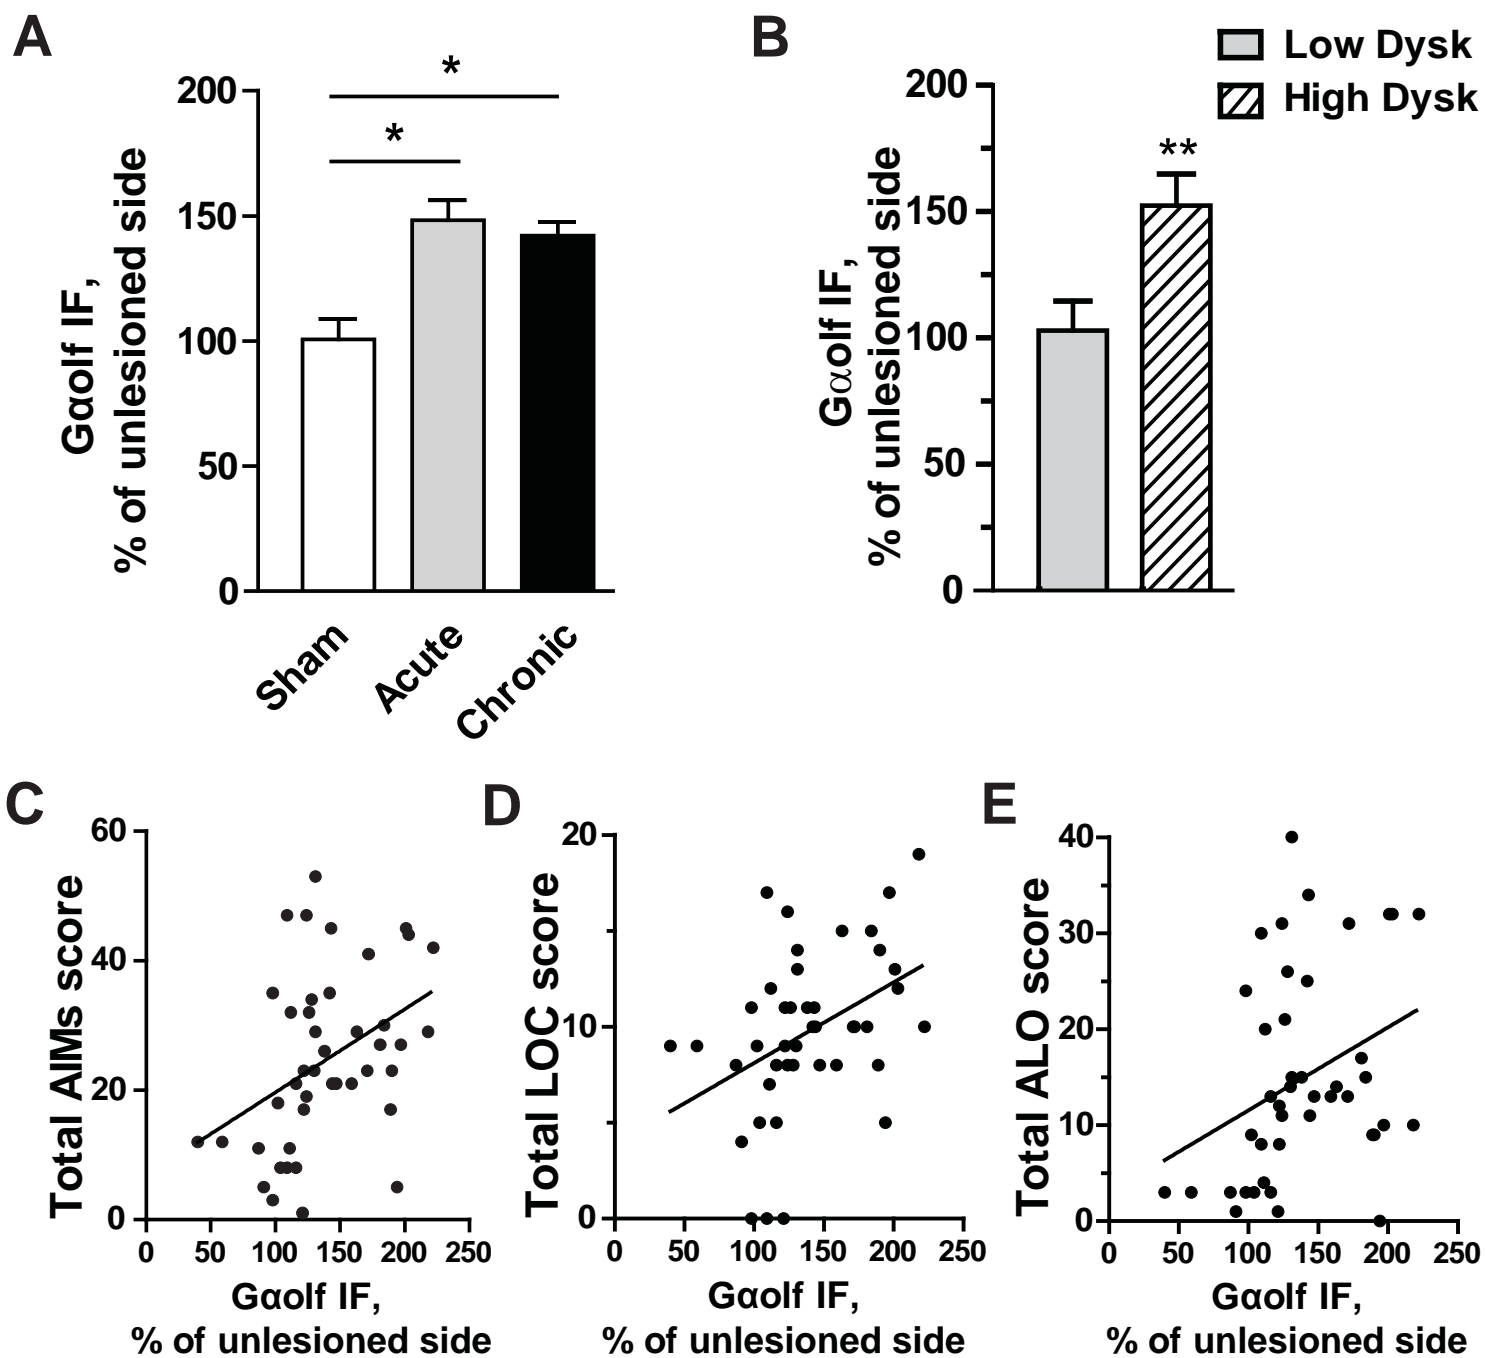 A
Gαolf IF,
% of unlesioned side
200
150
100
50
0
*
*
Sham
Acute
Chronic
B
Low Dysk
High Dysk
Gαolf IF,
% of unlesioned side
200
150
100
50
0
**
C
Total AIMs score
60
40
20
0
0 50 100 150 200 250
Gαolf IF,
% of unlesioned side
D
Total LOC score
20
10
0
0 50 100 150 200 250
Gαolf IF,
% of unlesioned side
E
Total ALO score
40
30
20
10
0
0 50 100 150 200 250
Gαolf IF,
% of unlesioned side